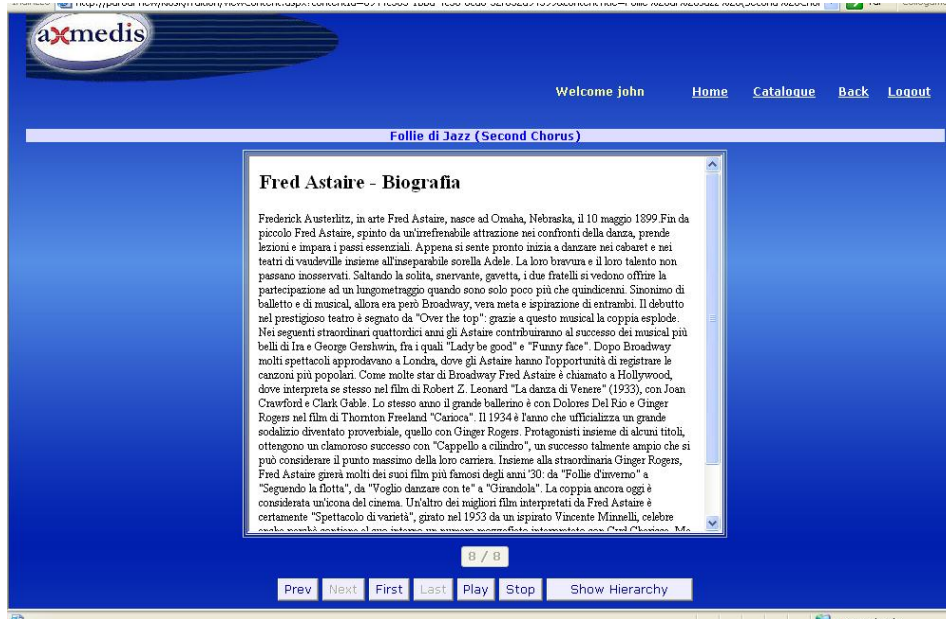 axmedis
Welcome john Home Catalogue Back Logout
Follie di Jazz (Second Chorus)
Fred Astaire - Biografia
Frederick Austerlitz, in arte Fred Astaire, nasce ad Omaha, Nebraska, il 10 maggio 1899.Fin da
piccolo Fred Astaire, spinto da un'irrefrenabile attrazione nei confronti della danza, prende
lezioni e impara i passi essenziali. Appena si sente pronto inizia a danzare nei cabaret e nei
teatri di vaudeville insieme all'inseparabile sorella Adele. La loro bravura e il loro talento non
passano inosservati. Saltando la solita, snervante, gavetta, i due fratelli si vedono offrire la
partecipazione ad un lungometraggio quando sono solo poco più che quindicenni. Sinonimo di
balletto e di musical, allora era però Broadway, vera meta e ispirazione di entrambi. Il debutto
nel prestigioso teatro è segnato da "Over the top": grazie a questo musical la coppia esplode.
Nei seguenti straordinari quattordici anni gli Astaire contribuiranno al successo dei musical più
belli di Ira e George Gershwin, fra i quali "Lady be good" e "Funny face". Dopo Broadway
molti spettacoli approdavano a Londra, dove gli Astaire hanno l'opportunità di registrare le
canzoni più popolari. Come molte star di Broadway Fred Astaire è chiamato a Hollywood,
dove interpreta se stesso nel film di Robert Z. Leonard "La danza di Venere" (1933), con Joan
Crawford e Clark Gable. Lo stesso anno il grande ballerino è con Dolores Del Rio e Ginger
Rogers nel film di Thornton Freeland "Carioca". Il 1934 è l'anno che ufficializza un grande
sodalizio diventato proverbiale, quello con Ginger Rogers. Protagonisti insieme di alcuni titoli,
ottengono un clamoroso successo con "Cappello a cilindro", un successo talmente ampio che si
può considerare il punto massimo della loro carriera. Insieme alla straordinaria Ginger Rogers,
Fred Astaire girerà molti dei suoi film più famosi degli anni '30: da "Follie d'inverno" a
"Seguendo la flotta", da "Voglio danzare con te" a "Girandola". La coppia ancora oggi è
considerata un'icona del cinema. Un'altro dei migliori film interpretati da Fred Astaire è
certamente "Spettacolo di varietà", girato nel 1953 da un ispirato Vincente Minnelli, celebre
8 / 8
Prev Next First Last Play Stop Show Hierarchy